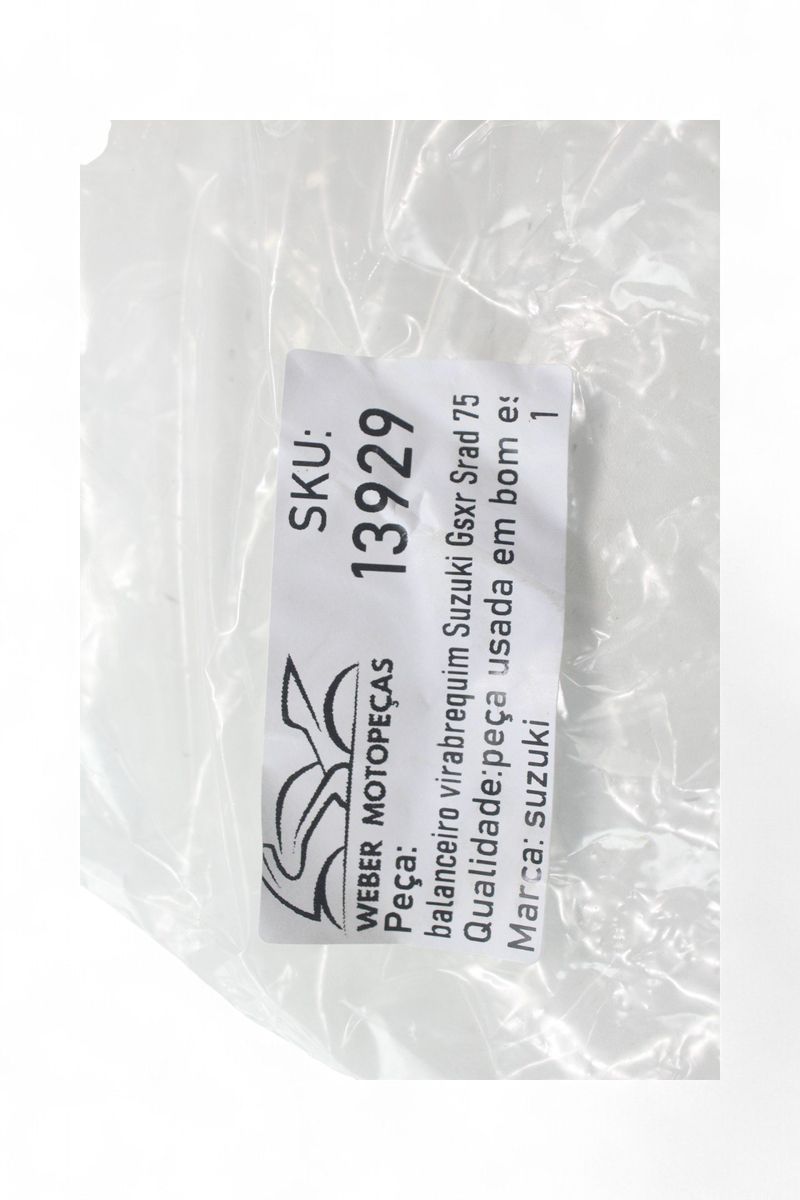 SKU:
13929
WEBER MOTOPEÇAS
Peça:
balanceiro virabrequim Suzuki Gsxr Srad 75
Qualidade:peça usada em bom
Marca: suzuki
1